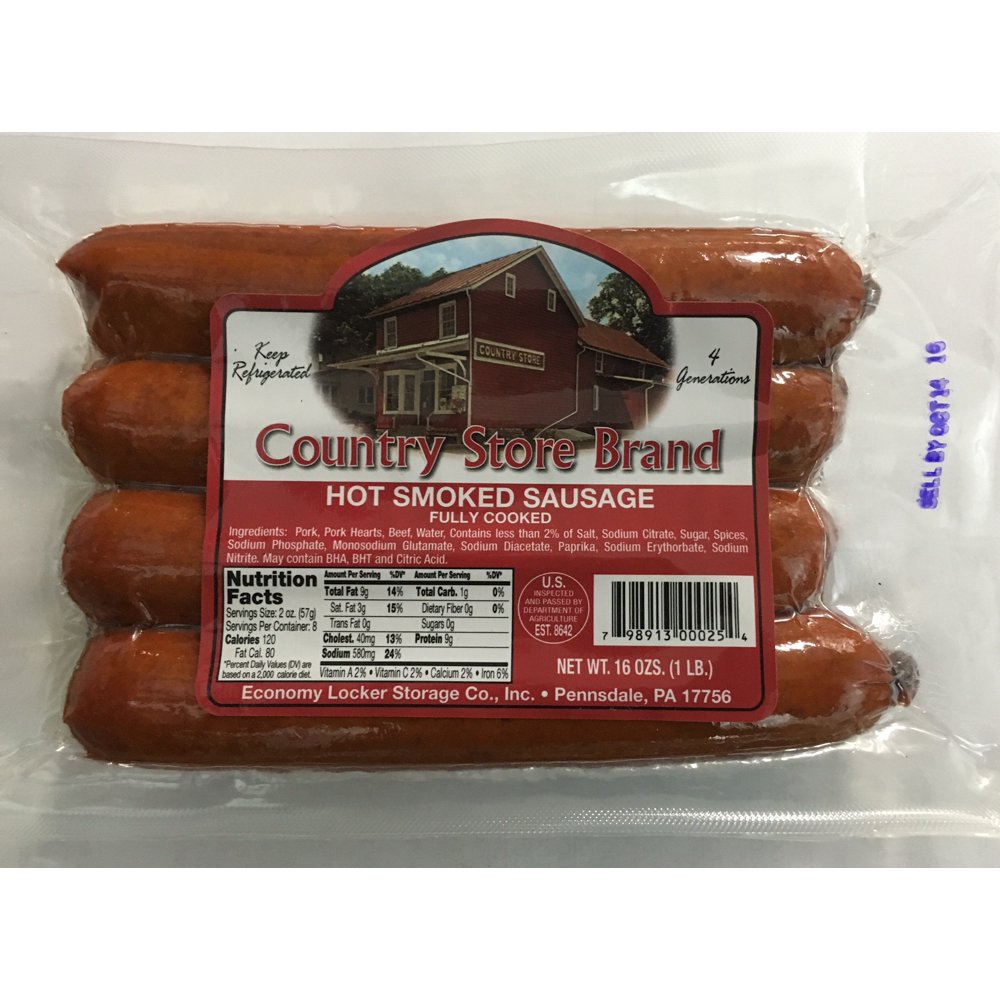 Keep
Refrigerated
COUNTRY STORE
4
Generations
Country Store Brand
HOT SMOKED SAUSAGE
FULLY COOKED
Ingredients: Pork, Pork Hearts, Beef, Water, Contains less than 2% of Salt, Sodium Citrate, Sugar, Spices,
Sodium Phosphate, Monosodium Glutamate, Sodium Diacetate, Paprika, Sodium Erythorbate, Sodium
Nitrite. May contain BHA, BHT and Citric Acid.
Nutrition
Facts
Servings Size: 2 oz. (57g)
Servings Per Container: 8
Calories 120
Fat Cal. 80
*Percent Daily Values (DV) are
based on a 2,000 calorie diet.
Amount Per Serving %DV* Amount Per Serving %DV*
Total Fat 9g 14% Total Carb. 1g 0%
Sat. Fat 3g 15% Dietary Fiber 0g 0%
Trans Fat 0g Sugars 0g
Cholest. 40mg 13% Protein 9g
Sodium 580mg 24%
Vitamin A 2% • Vitamin C 2% • Calcium 2% • Iron 6%
U.S.
INSPECTED
AND PASSED BY
DEPARTMENT OF
AGRICULTURE
EST. 8642
7 98913 00025 4
NET WT. 16 OZS. (1 LB.)
Economy Locker Storage Co., Inc. • Pennsdale, PA 17756
SELL BY OCT 14 16